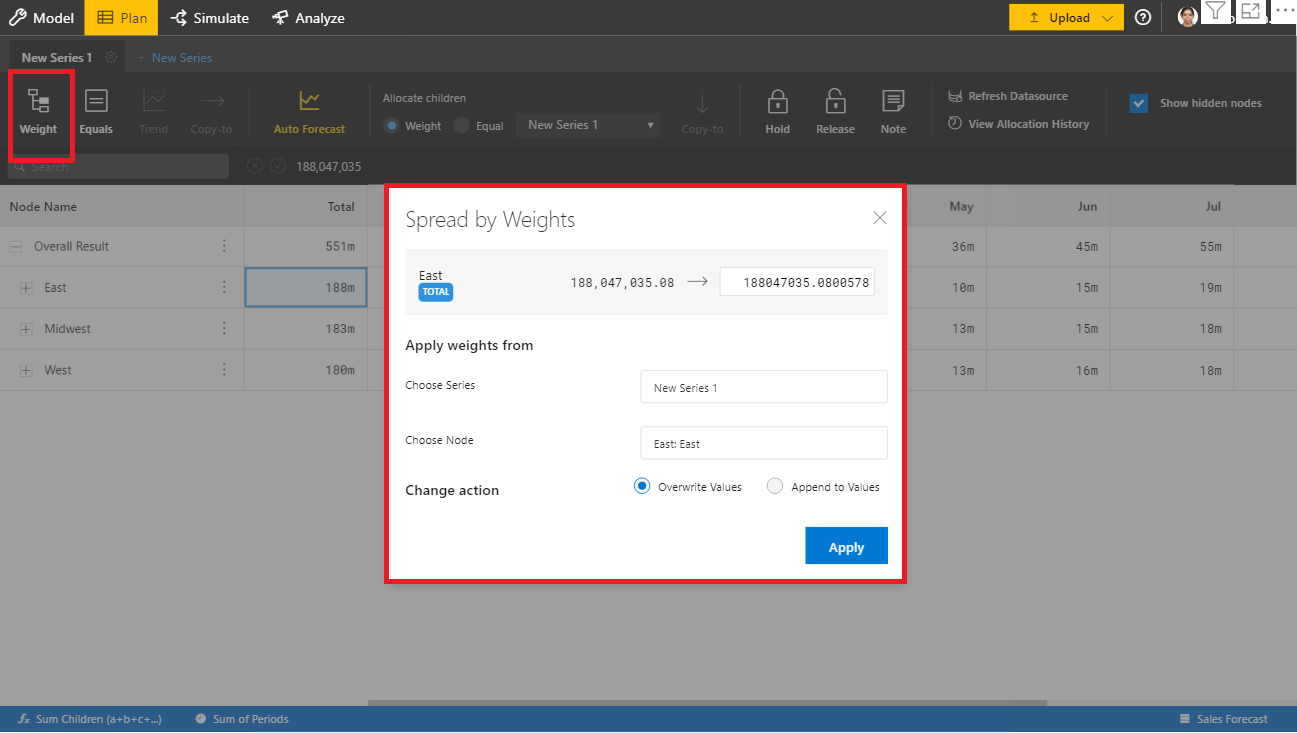 Model Plan Simulate Analyze Upload
New Series 1 + New Series
Weight Equals Trend Copy-to Auto Forecast
Allocate children
Weight Equal New Series 1 Copy-to
Hold Release Note
Refresh Datasource
View Allocation History
Show hidden nodes
Search 188,047,035
Node Name Total May Jun Jul
Overall Result 551m 36m 45m 55m
East 188m 10m 15m 19m
Midwest 183m 13m 15m 18m
West 180m 13m 16m 18m
Spread by Weights
East 188,047,035.08 188047035.0800578
TOTAL
Apply weights from
Choose Series New Series 1
Choose Node East: East
Change action Overwrite Values Append to Values
Apply
fx Sum Children (a+b+c+...) Sum of Periods Sales Forecast